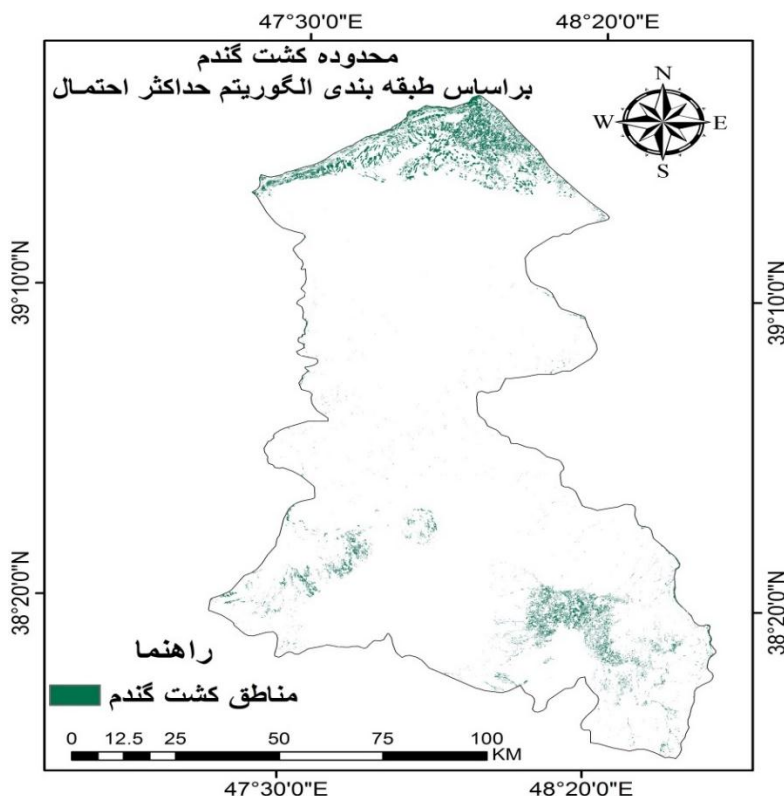 47°30'0"E 48°20'0"E
محدوده کشت گندم
براساس طبقه بندی الگوریتم حداکثر احتمال
N
W E
S
39°10'0"N 39°10'0"N
38°20'0"N 38°20'0"N
راهنما
مناطق کشت گندم
0 12.5 25 50 75 100
KM
47°30'0"E 48°20'0"E